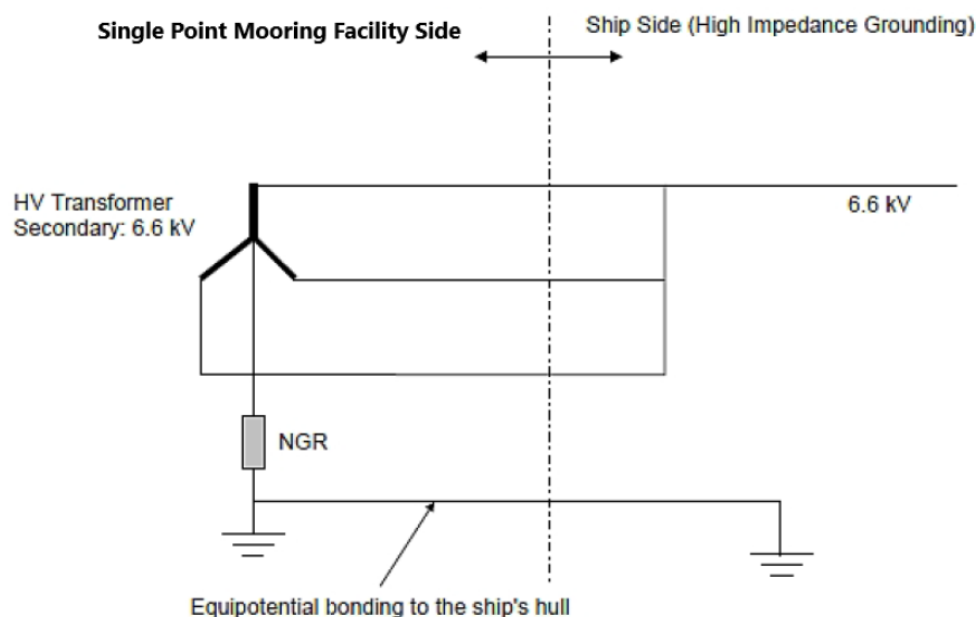 Single Point Mooring Facility Side
Ship Side (High Impedance Grounding)
HV Transformer
Secondary: 6.6 kV
6.6 kV
NGR
Equipotential bonding to the ship's hull